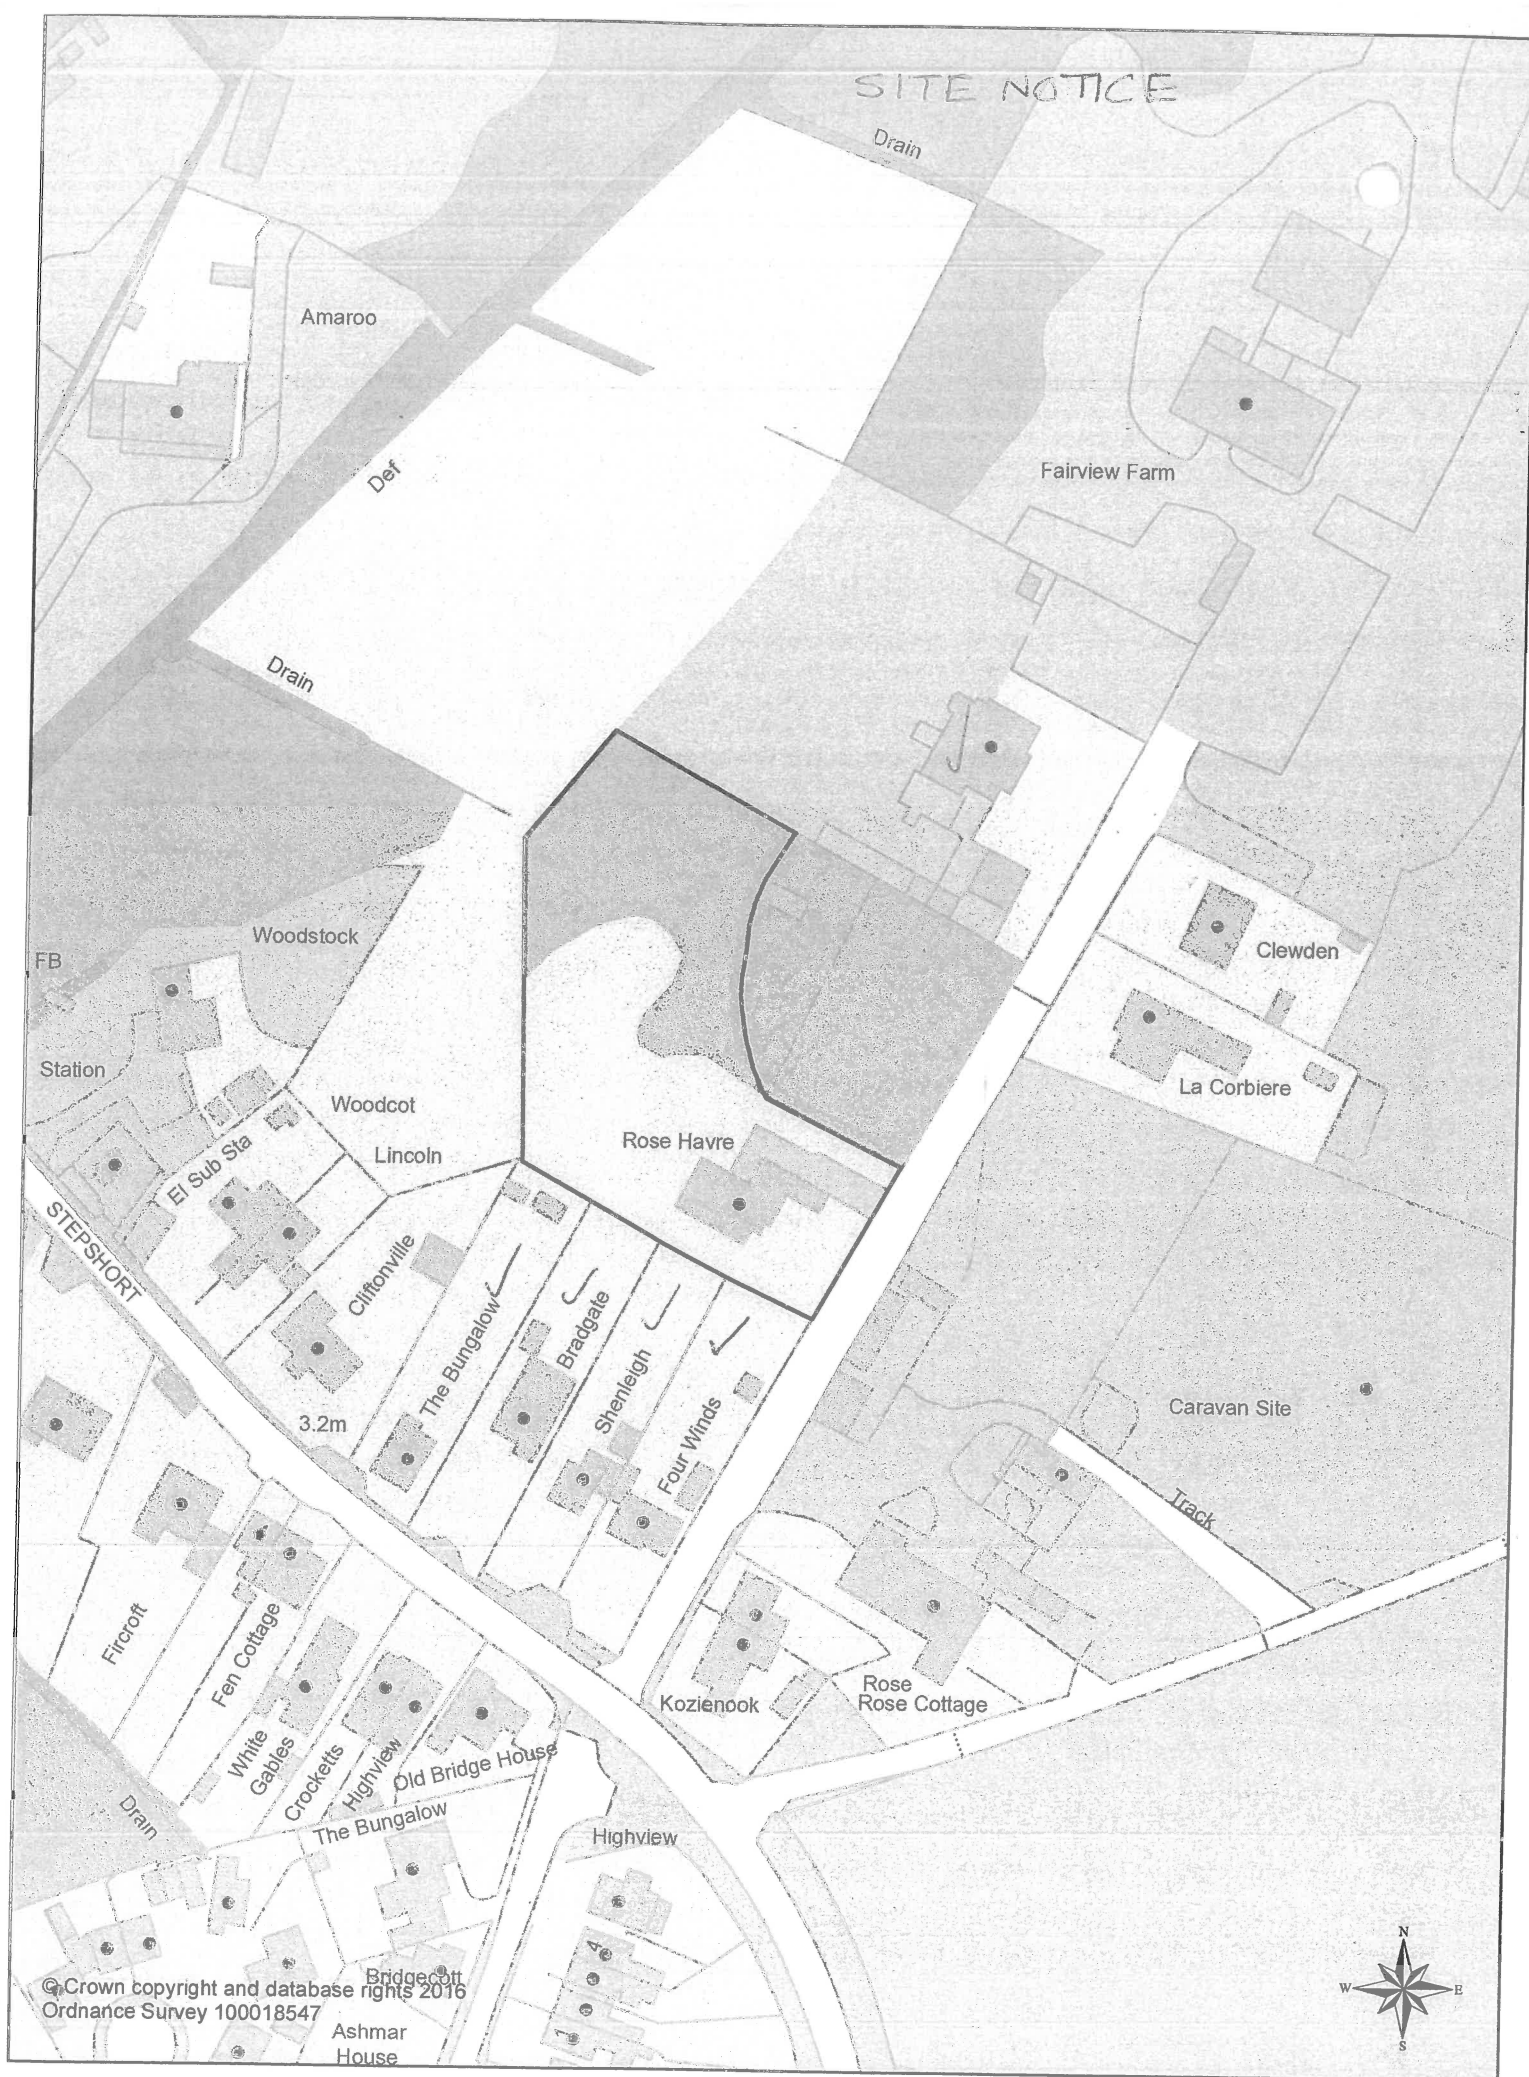 SITE NOTICE
Drain
Amaroo
Def
Fairview Farm
Drain
Woodstock
FB
Clewden
Station
La Corbiere
Woodcot
Rose Havre
Lincoln
El Sub Sta
STEPSHORT
Cliftonville
The Bungalow
Bradgate
Shenleigh
Four Winds
3.2m
Caravan Site
Track
Fircroft
Fen Cottage
White
Gables
Crocketts
Highview
Old Bridge House
The Bungalow
Kozienook
Rose
Rose Cottage
Drain
Highview
4
1
N
W
E
S
Bridgecott
© Crown copyright and database rights 2016
Ordnance Survey 100018547
Ashmar
House